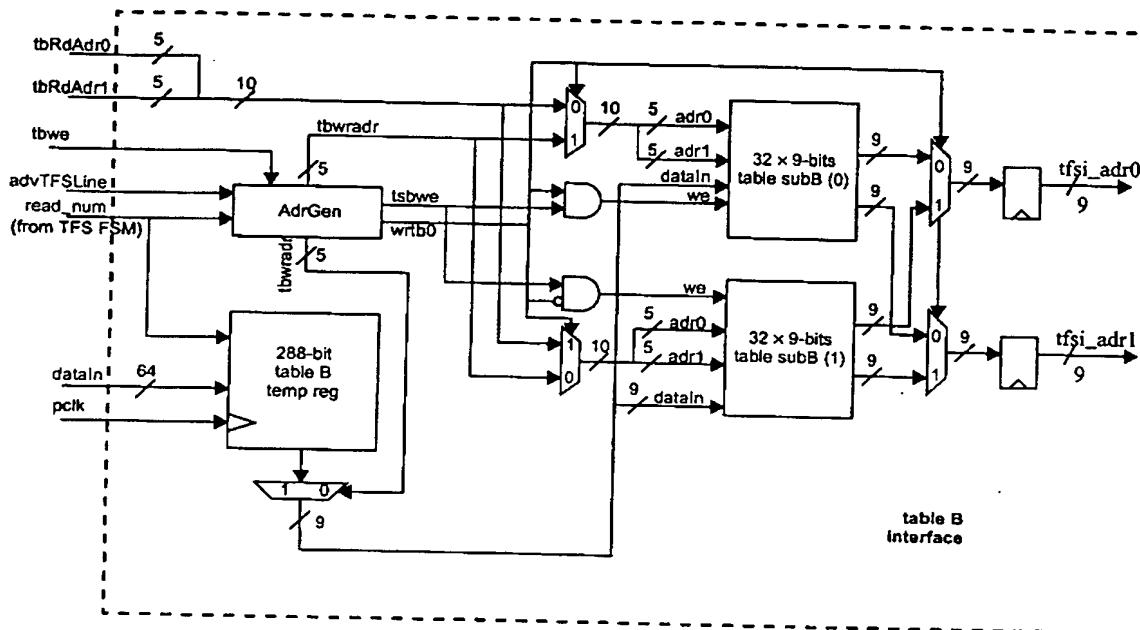 tbRdAdr0
5
tbRdAdr1
5
10
tbwe
advTFSLine
read_num
(from TFS FSM)
tbwradr
5
AdrGen
tsbwe
wrtb0
tbwradr
5
dataIn
64
pclk
288-bit
table B
temp reg
1 0
9
0
1
10
5
adr0
5
adr1
dataIn
we
32 × 9-bits
table subB (0)
9
9
we
1
0
10
5
adr0
5
adr1
9
dataIn
32 × 9-bits
table subB (1)
9
9
0
1
9
tfsi_adr0
9
0
1
9
tfsi_adr1
9
table B
interface